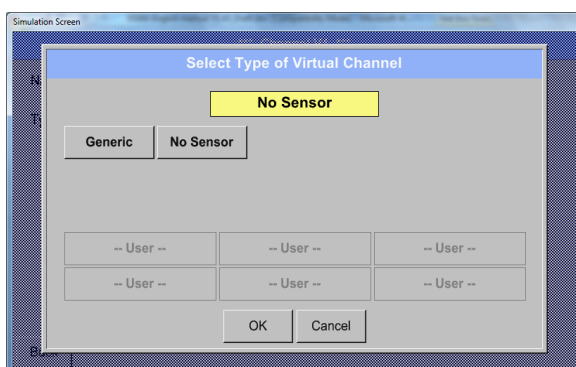 Simulation Screen
Select Type of Virtual Channel
No Sensor
Generic No Sensor
-- User -- -- User -- -- User --
-- User -- -- User -- -- User --
OK Cancel
Back